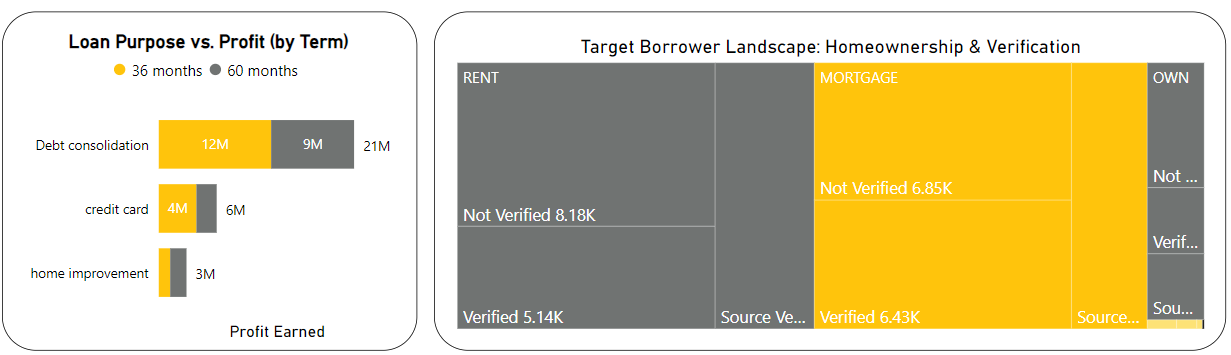 Loan Purpose vs. Profit (by Term)
36 months 60 months
Debt consolidation 12M 9M 21M
credit card 4M 6M
home improvement 3M
Profit Earned
Target Borrower Landscape: Homeownership & Verification
RENT
Not Verified 8.18K
Verified 5.14K
Source Ve...
MORTGAGE
Not Verified 6.85K
Verified 6.43K
Source...
OWN
Not ...
Verif...
Sou...